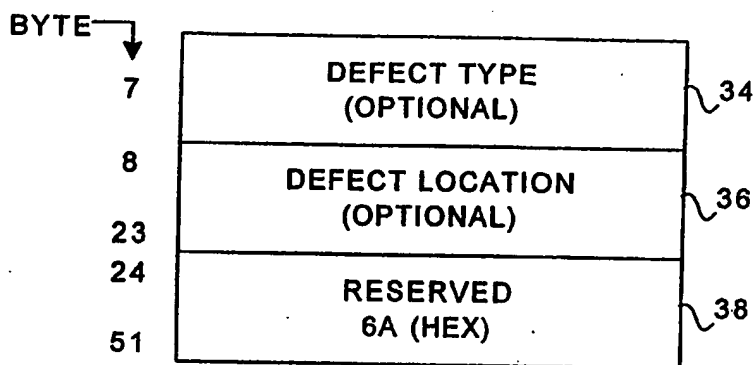 BYTE
7
DEFECT TYPE
(OPTIONAL)
34
8
DEFECT LOCATION
(OPTIONAL)
36
23
24
RESERVED
6A (HEX)
38
51